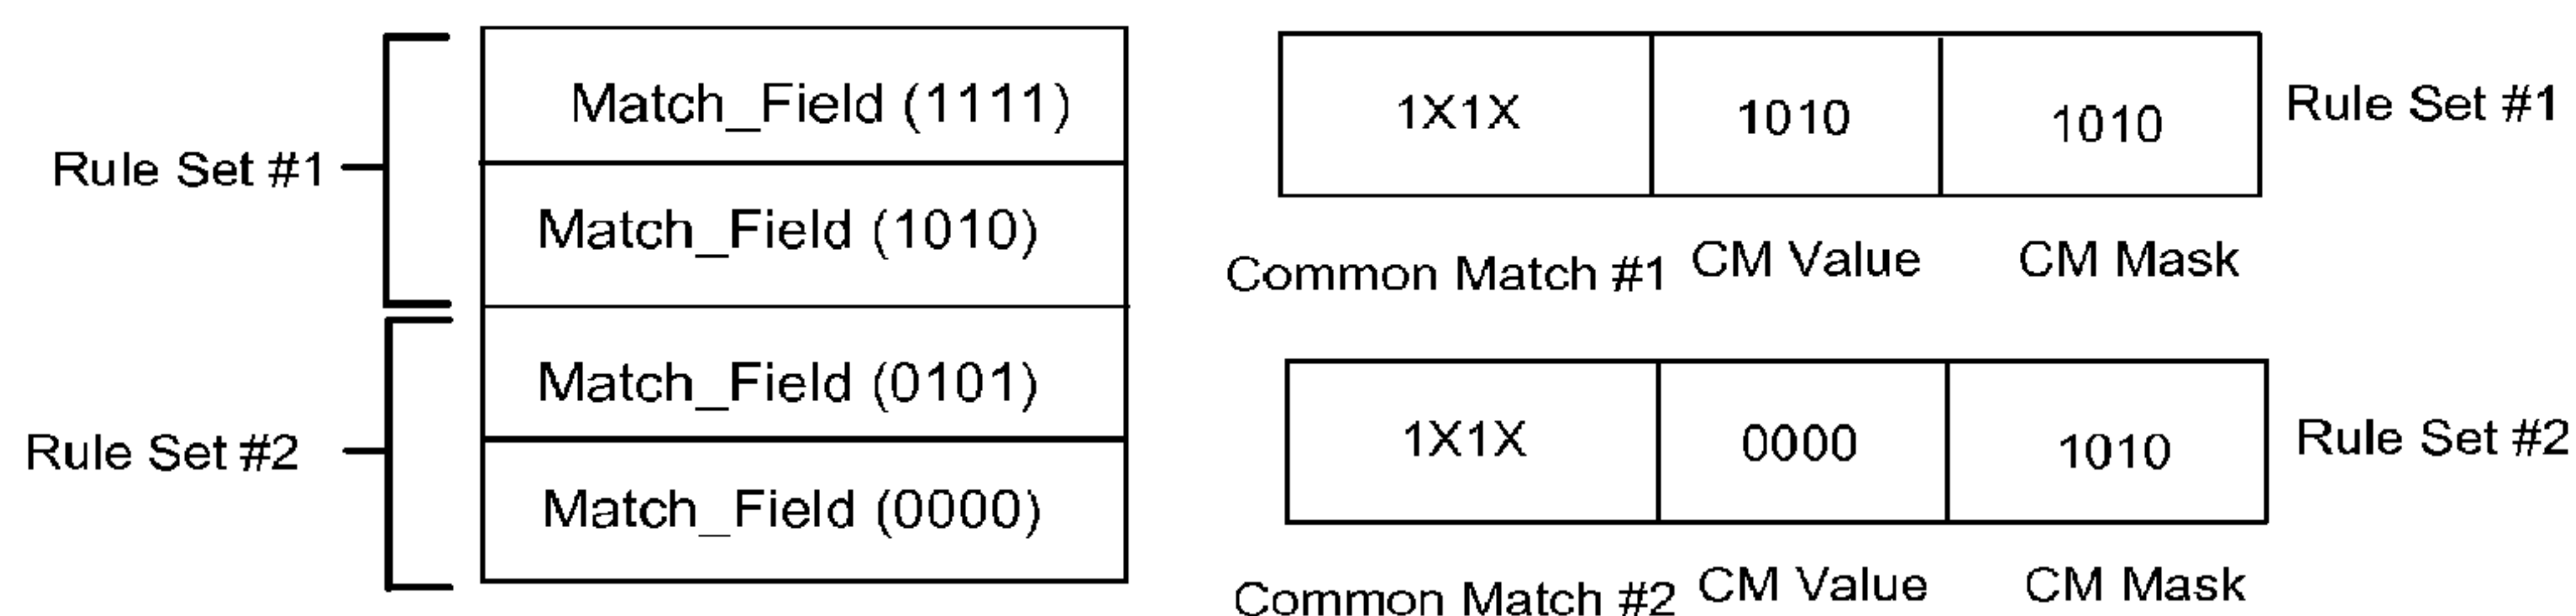 Rule Set #1
Match_Field (1111)
Match_Field (1010)
Rule Set #2
Match_Field (0101)
Match_Field (0000)
1X1X 1010 1010 Rule Set #1
Common Match #1 CM Value CM Mask
1X1X 0000 1010 Rule Set #2
Common Match #2 CM Value CM Mask